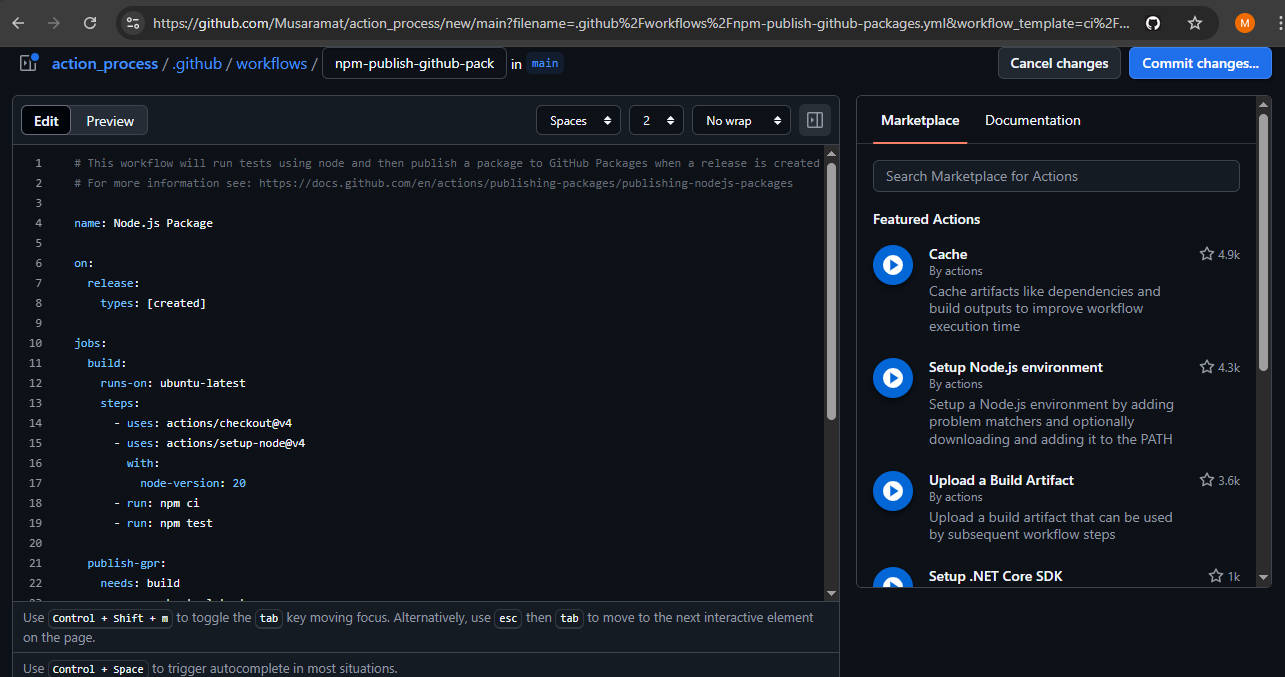 https://github.com/Musaramat/action_process/new/main?filename=.github%2Fworkflows%2Fnpm-publish-github-packages.yml&workflow_template=ci%2F...
M
action_process / .github / workflows / npm-publish-github-pack in main
Cancel changes
Commit changes...
Edit
Preview
Spaces
2
No wrap
1 # This workflow will run tests using node and then publish a package to GitHub Packages when a release is created
2 # For more information see: https://docs.github.com/en/actions/publishing-packages/publishing-nodejs-packages
3
4 name: Node.js Package
5
6 on:
7 release:
8 types: [created]
9
10 jobs:
11 build:
12 runs-on: ubuntu-latest
13 steps:
14 - uses: actions/checkout@v4
15 - uses: actions/setup-node@v4
16 with:
17 node-version: 20
18 - run: npm ci
19 - run: npm test
20
21 publish-gpr:
22 needs: build
Use Control + Shift + m to toggle the tab key moving focus. Alternatively, use esc then tab to move to the next interactive element
on the page.
Use Control + Space to trigger autocomplete in most situations.
Marketplace
Documentation
Search Marketplace for Actions
Featured Actions
Cache 4.9k
By actions
Cache artifacts like dependencies and
build outputs to improve workflow
execution time
Setup Node.js environment 4.3k
By actions
Setup a Node.js environment by adding
problem matchers and optionally
downloading and adding it to the PATH
Upload a Build Artifact 3.6k
By actions
Upload a build artifact that can be used
by subsequent workflow steps
Setup .NET Core SDK 1k